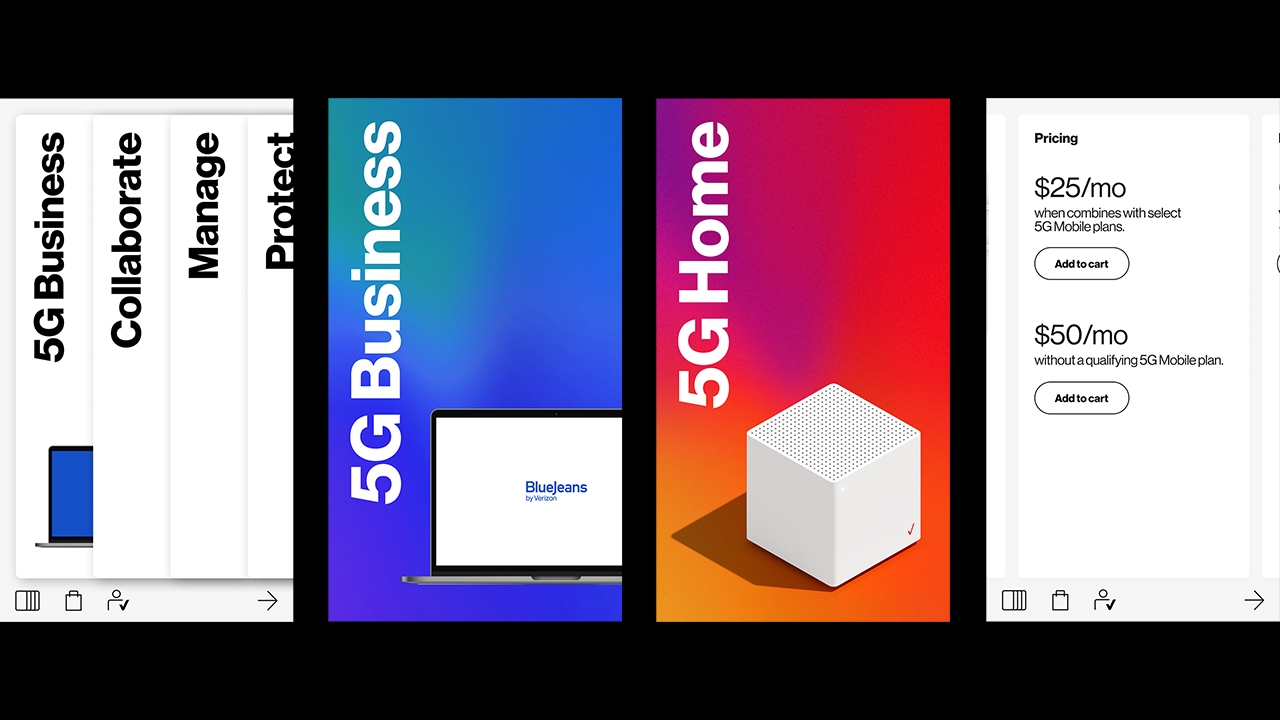 5G Business
Collaborate
Manage
Protect
5G Business
BlueJeans
by Verizon
5G Home
Pricing
$25/mo
when combines with select
5G Mobile plans.
Add to cart
$50/mo
without a qualifying 5G Mobile plan.
Add to cart